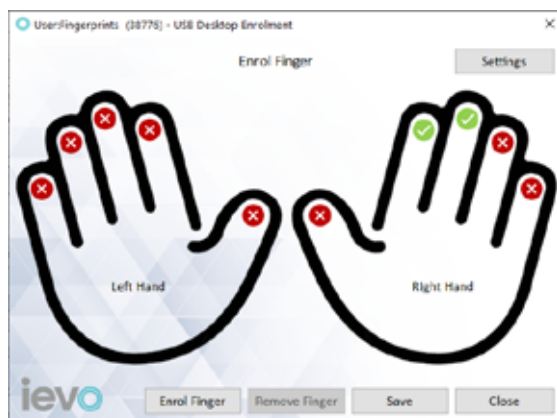 User:Fingerprints (38776) - USB Desktop Enrolment
Enrol Finger
Settings
Left Hand
Right Hand
ievo
Enrol Finger
Remove Finger
Save
Close